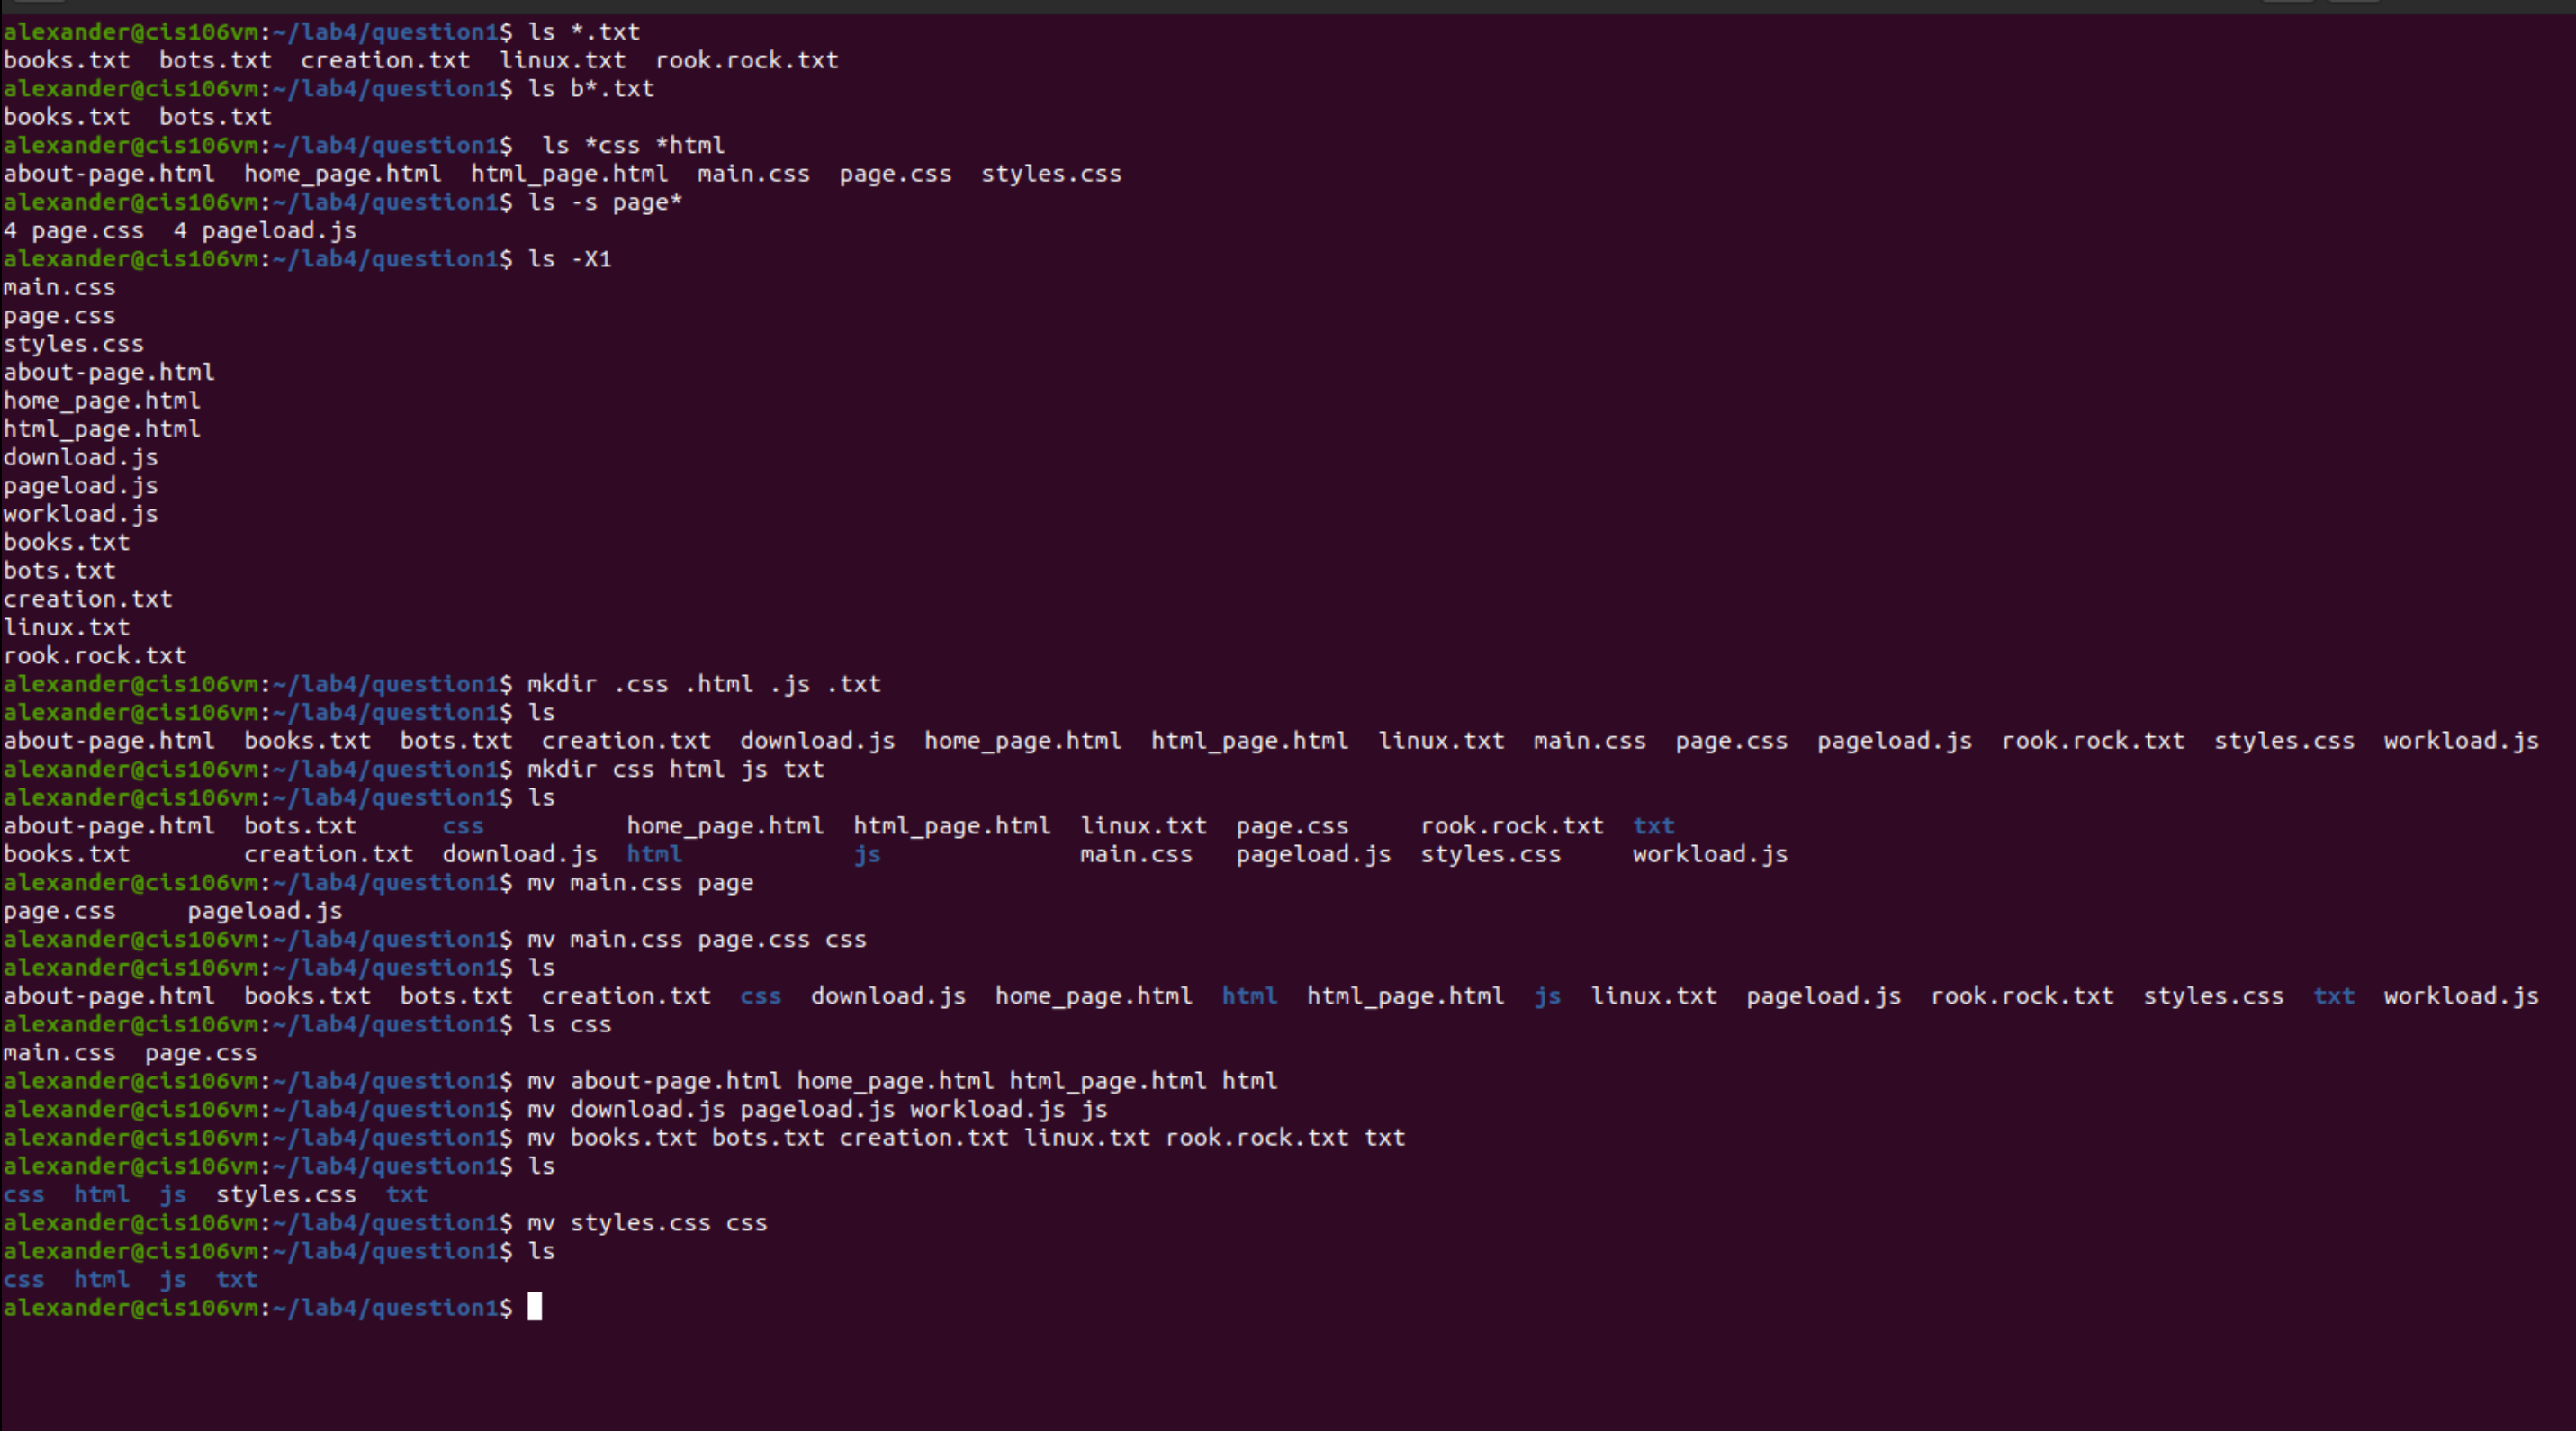 alexander@cis106vm:~/lab4/question1$ ls *.txt
books.txt  bots.txt  creation.txt  linux.txt  rook.rock.txt
alexander@cis106vm:~/lab4/question1$ ls b*.txt
books.txt  bots.txt
alexander@cis106vm:~/lab4/question1$  ls *css *html
about-page.html  home_page.html  html_page.html  main.css  page.css  styles.css
alexander@cis106vm:~/lab4/question1$ ls -s page*
4 page.css  4 pageload.js
alexander@cis106vm:~/lab4/question1$ ls -X1
main.css
page.css
styles.css
about-page.html
home_page.html
html_page.html
download.js
pageload.js
workload.js
books.txt
bots.txt
creation.txt
linux.txt
rook.rock.txt
alexander@cis106vm:~/lab4/question1$ mkdir .css .html .js .txt
alexander@cis106vm:~/lab4/question1$ ls
about-page.html  books.txt  bots.txt  creation.txt  download.js  home_page.html  html_page.html  linux.txt  main.css  page.css  pageload.js  rook.rock.txt  styles.css  workload.js
alexander@cis106vm:~/lab4/question1$ mkdir css html js txt
alexander@cis106vm:~/lab4/question1$ ls
about-page.html  bots.txt      css          home_page.html  html_page.html  linux.txt  page.css     rook.rock.txt  txt
books.txt        creation.txt  download.js  html            js              main.css   pageload.js  styles.css     workload.js
alexander@cis106vm:~/lab4/question1$ mv main.css page
page.css     pageload.js
alexander@cis106vm:~/lab4/question1$ mv main.css page.css css
alexander@cis106vm:~/lab4/question1$ ls
about-page.html  books.txt  bots.txt  creation.txt  css  download.js  home_page.html  html  html_page.html  js  linux.txt  pageload.js  rook.rock.txt  styles.css  txt  workload.js
alexander@cis106vm:~/lab4/question1$ ls css
main.css  page.css
alexander@cis106vm:~/lab4/question1$ mv about-page.html home_page.html html_page.html html
alexander@cis106vm:~/lab4/question1$ mv download.js pageload.js workload.js js
alexander@cis106vm:~/lab4/question1$ mv books.txt bots.txt creation.txt linux.txt rook.rock.txt txt
alexander@cis106vm:~/lab4/question1$ ls
css  html  js  styles.css  txt
alexander@cis106vm:~/lab4/question1$ mv styles.css css
alexander@cis106vm:~/lab4/question1$ ls
css  html  js  txt
alexander@cis106vm:~/lab4/question1$